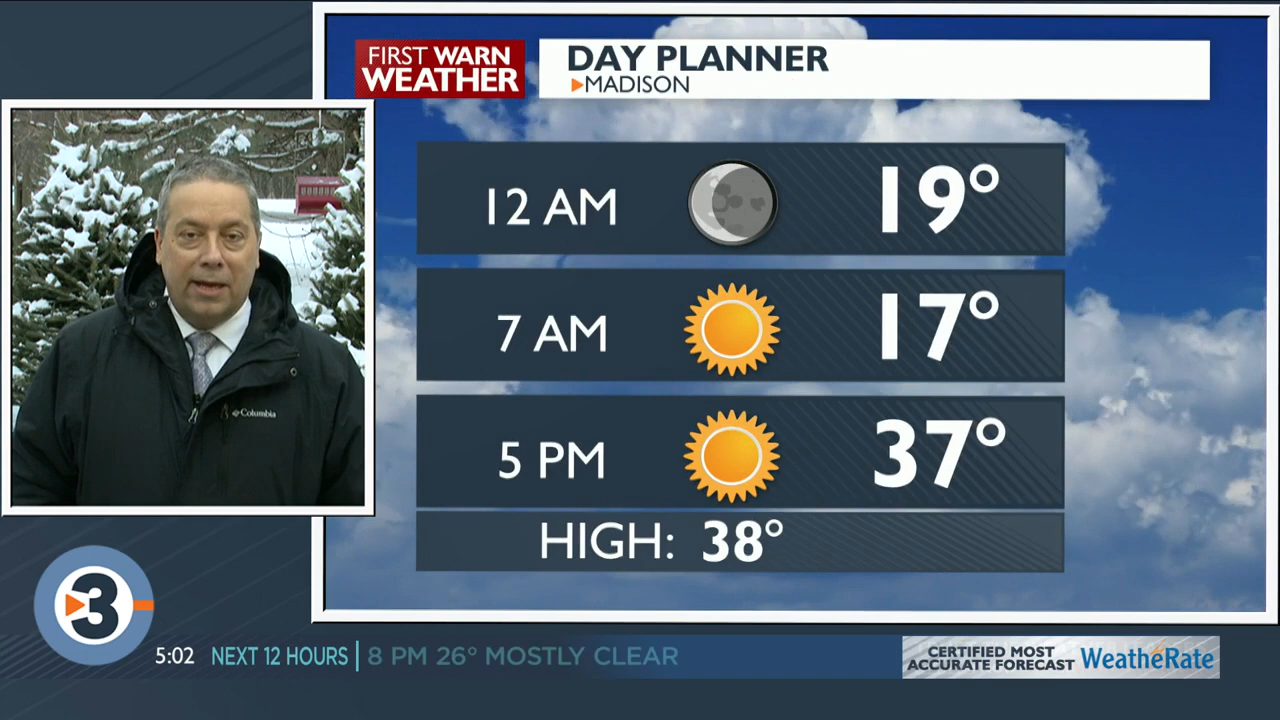 FIRST WARN
WEATHER
DAY PLANNER
MADISON
12 AM 19°
7 AM 17°
5 PM 37°
HIGH: 38°
Columbia
3
5:02 NEXT 12 HOURS 8 PM 26° MOSTLY CLEAR
CERTIFIED MOST
ACCURATE FORECAST WeatheRate